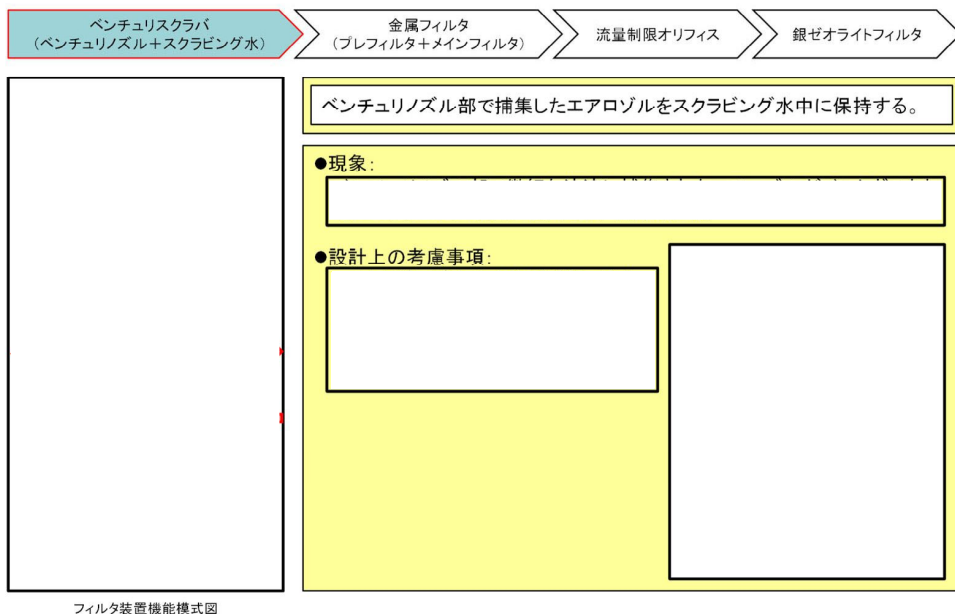 ベンチュリスクラバ
(ベンチュリノズル+スクラビング水)
金属フィルタ
(プレフィルタ+メインフィルタ)
流量制限オリフィス
銀ゼオライトフィルタ
ベンチュリノズル部で捕集したエアロゾルをスクラビング水中に保持する。
●現象:
●設計上の考慮事項:
フィルタ装置機能模式図